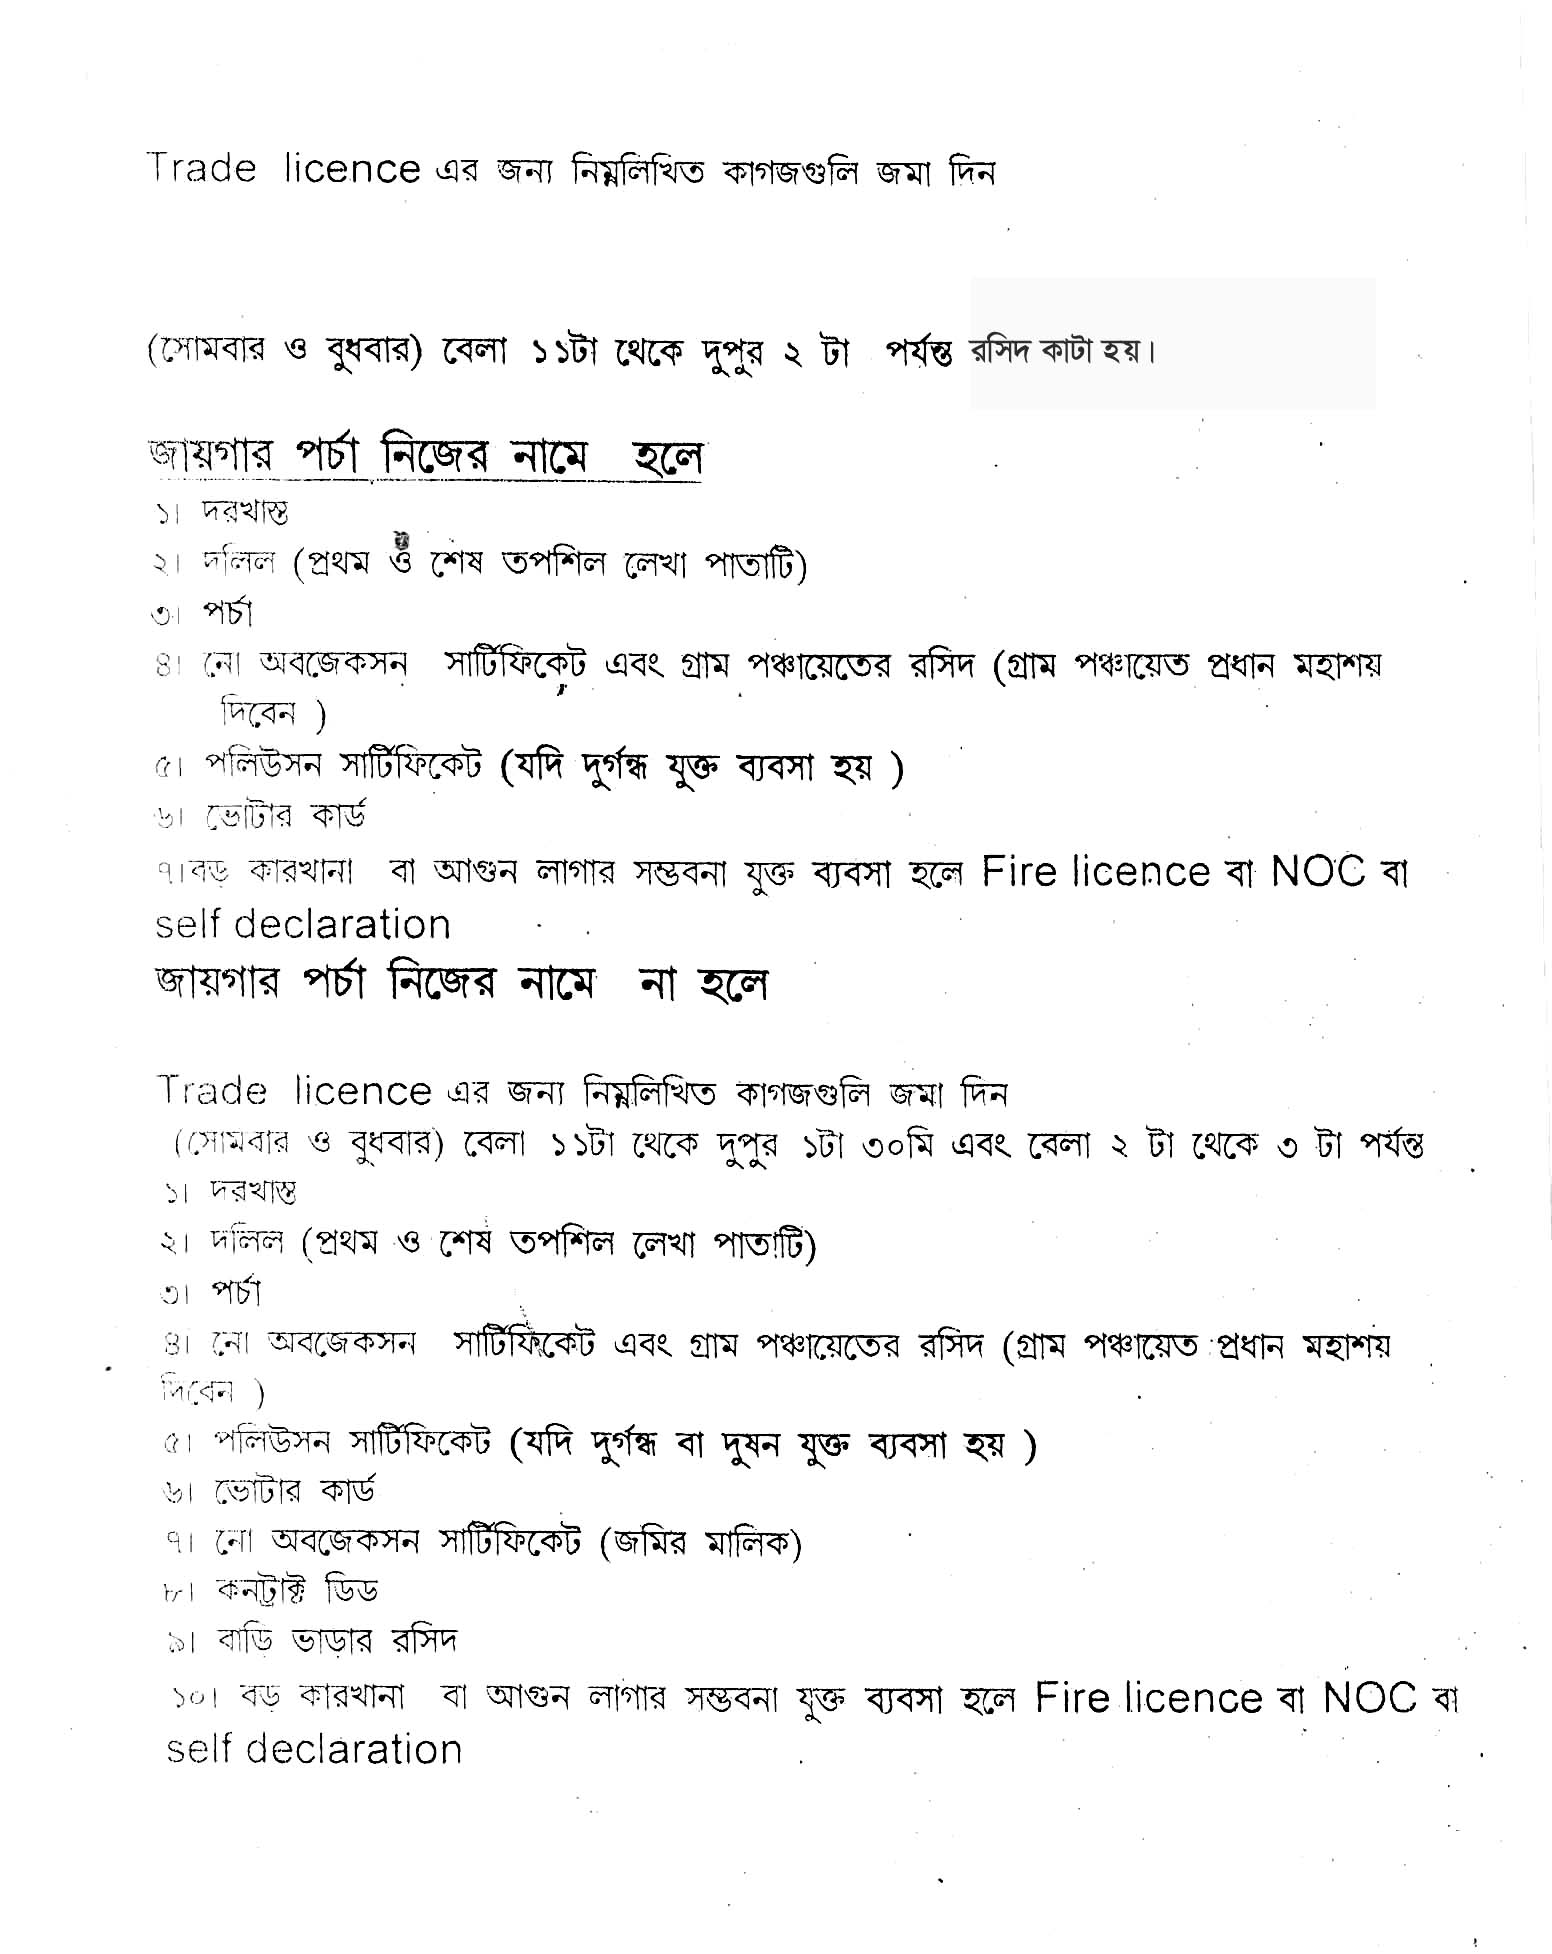 Trade licence এর জন্য নিম্নলিখিত কাগজগুলি জমা দিন
(সোমবার ও বুধবার) বেলা ১১টা থেকে দুপুর ২ টা পর্যন্ত রসিদ কাটা হয়।
জায়গার পর্চা নিজের নামে হলে
১। দরখাস্ত
২। দলিল (প্রথম ও শেষ তপশিল লেখা পাতাটি)
৩। পর্চা
৪। নো অবজেকসন সার্টিফিকেট এবং গ্রাম পঞ্চায়েতের রসিদ (গ্রাম পঞ্চায়েত প্রধান মহাশয়
দিবেন )
৫। পলিউসন সার্টিফিকেট (যদি দুর্গন্ধ যুক্ত ব্যবসা হয় )
৬। ভোটার কার্ড
৭।বড় কারখানা বা আগুন লাগার সম্ভবনা যুক্ত ব্যবসা হলে Fire licence বা NOC বা
self declaration
জায়গার পর্চা নিজের নামে না হলে
Trade licence এর জন্য নিম্নলিখিত কাগজগুলি জমা দিন
(সোমবার ও বুধবার) বেলা ১১টা থেকে দুপুর ১টা ৩০মি এবং বেলা ২ টা থেকে ৩ টা পর্যন্ত
১। দরখাস্ত
২। দলিল (প্রথম ও শেষ তপশিল লেখা পাতাটি)
৩। পর্চা
৪। নো অবজেকসন সার্টিফিকেট এবং গ্রাম পঞ্চায়েতের রসিদ (গ্রাম পঞ্চায়েত প্রধান মহাশয়
দিবেন )
৫। পলিউসন সার্টিফিকেট (যদি দুর্গন্ধ বা দুষন যুক্ত ব্যবসা হয় )
৬। ভোটার কার্ড
৭। নো অবজেকসন সার্টিফিকেট (জমির মালিক)
৮। কনট্রাক্ট ডিড
৯। বাড়ি ভাড়ার রসিদ
১০। বড় কারখানা বা আগুন লাগার সম্ভবনা যুক্ত ব্যবসা হলে Fire licence বা NOC বা
self declaration